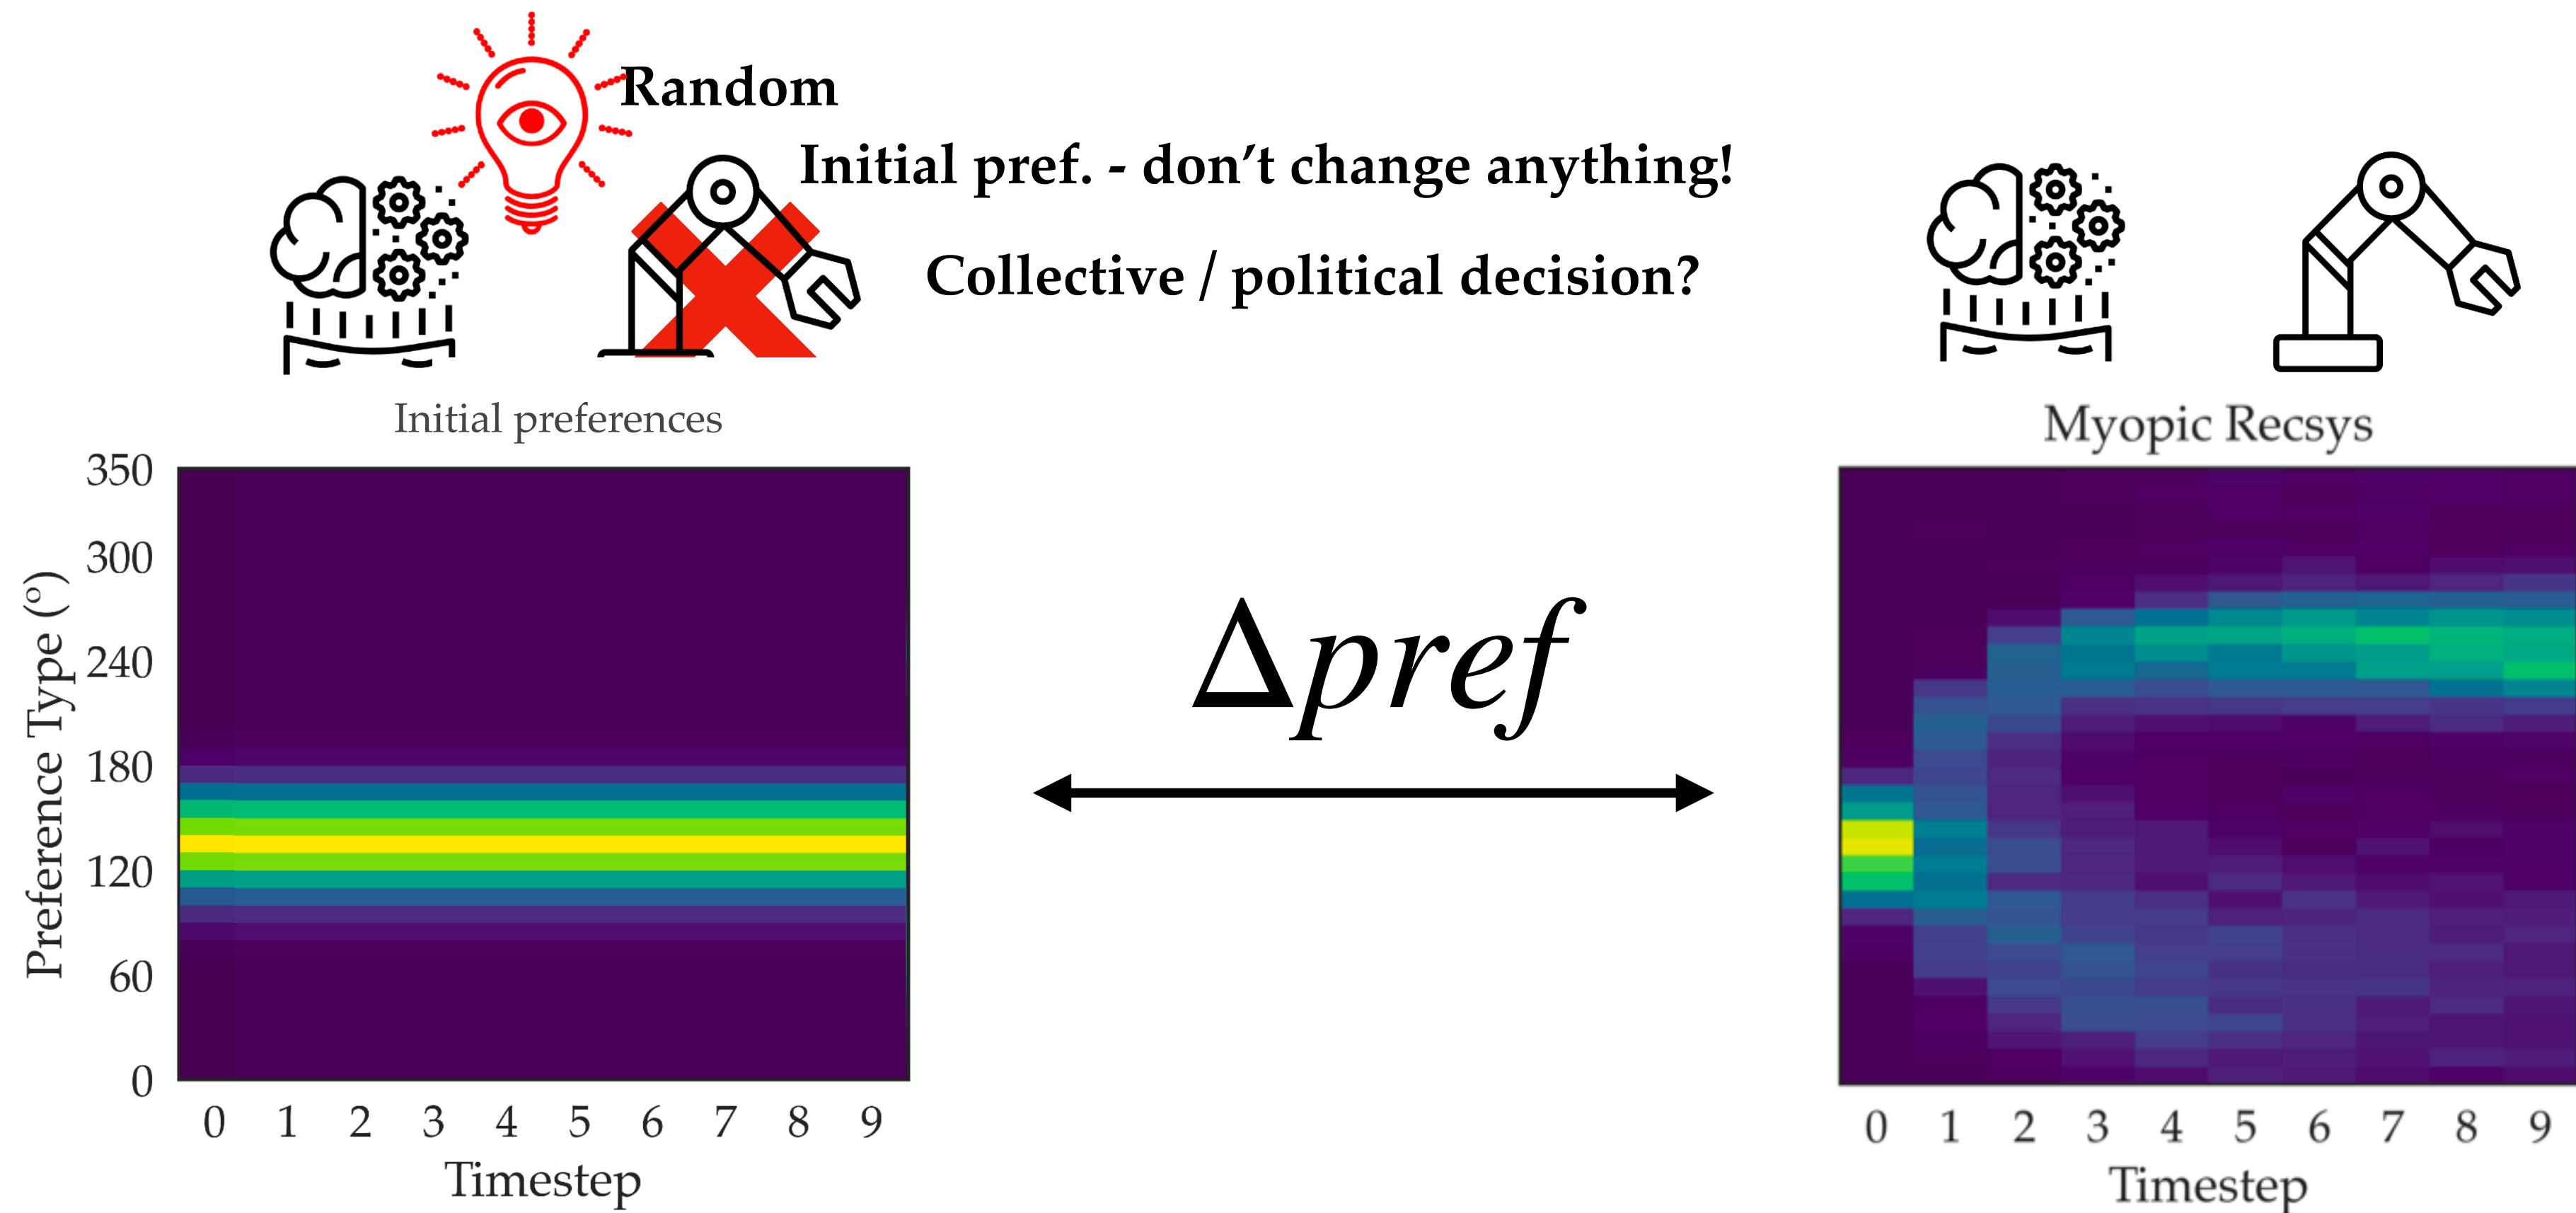 Random
Initial pref. - don't change anything!
Collective / political decision?
Initial preferences
Myopic Recsys
350
300
240
180
120
60
0
Preference Type (º)
0 1 2 3 4 5 6 7 8 9
Timestep
Δpref
0 1 2 3 4 5 6 7 8 9
Timestep